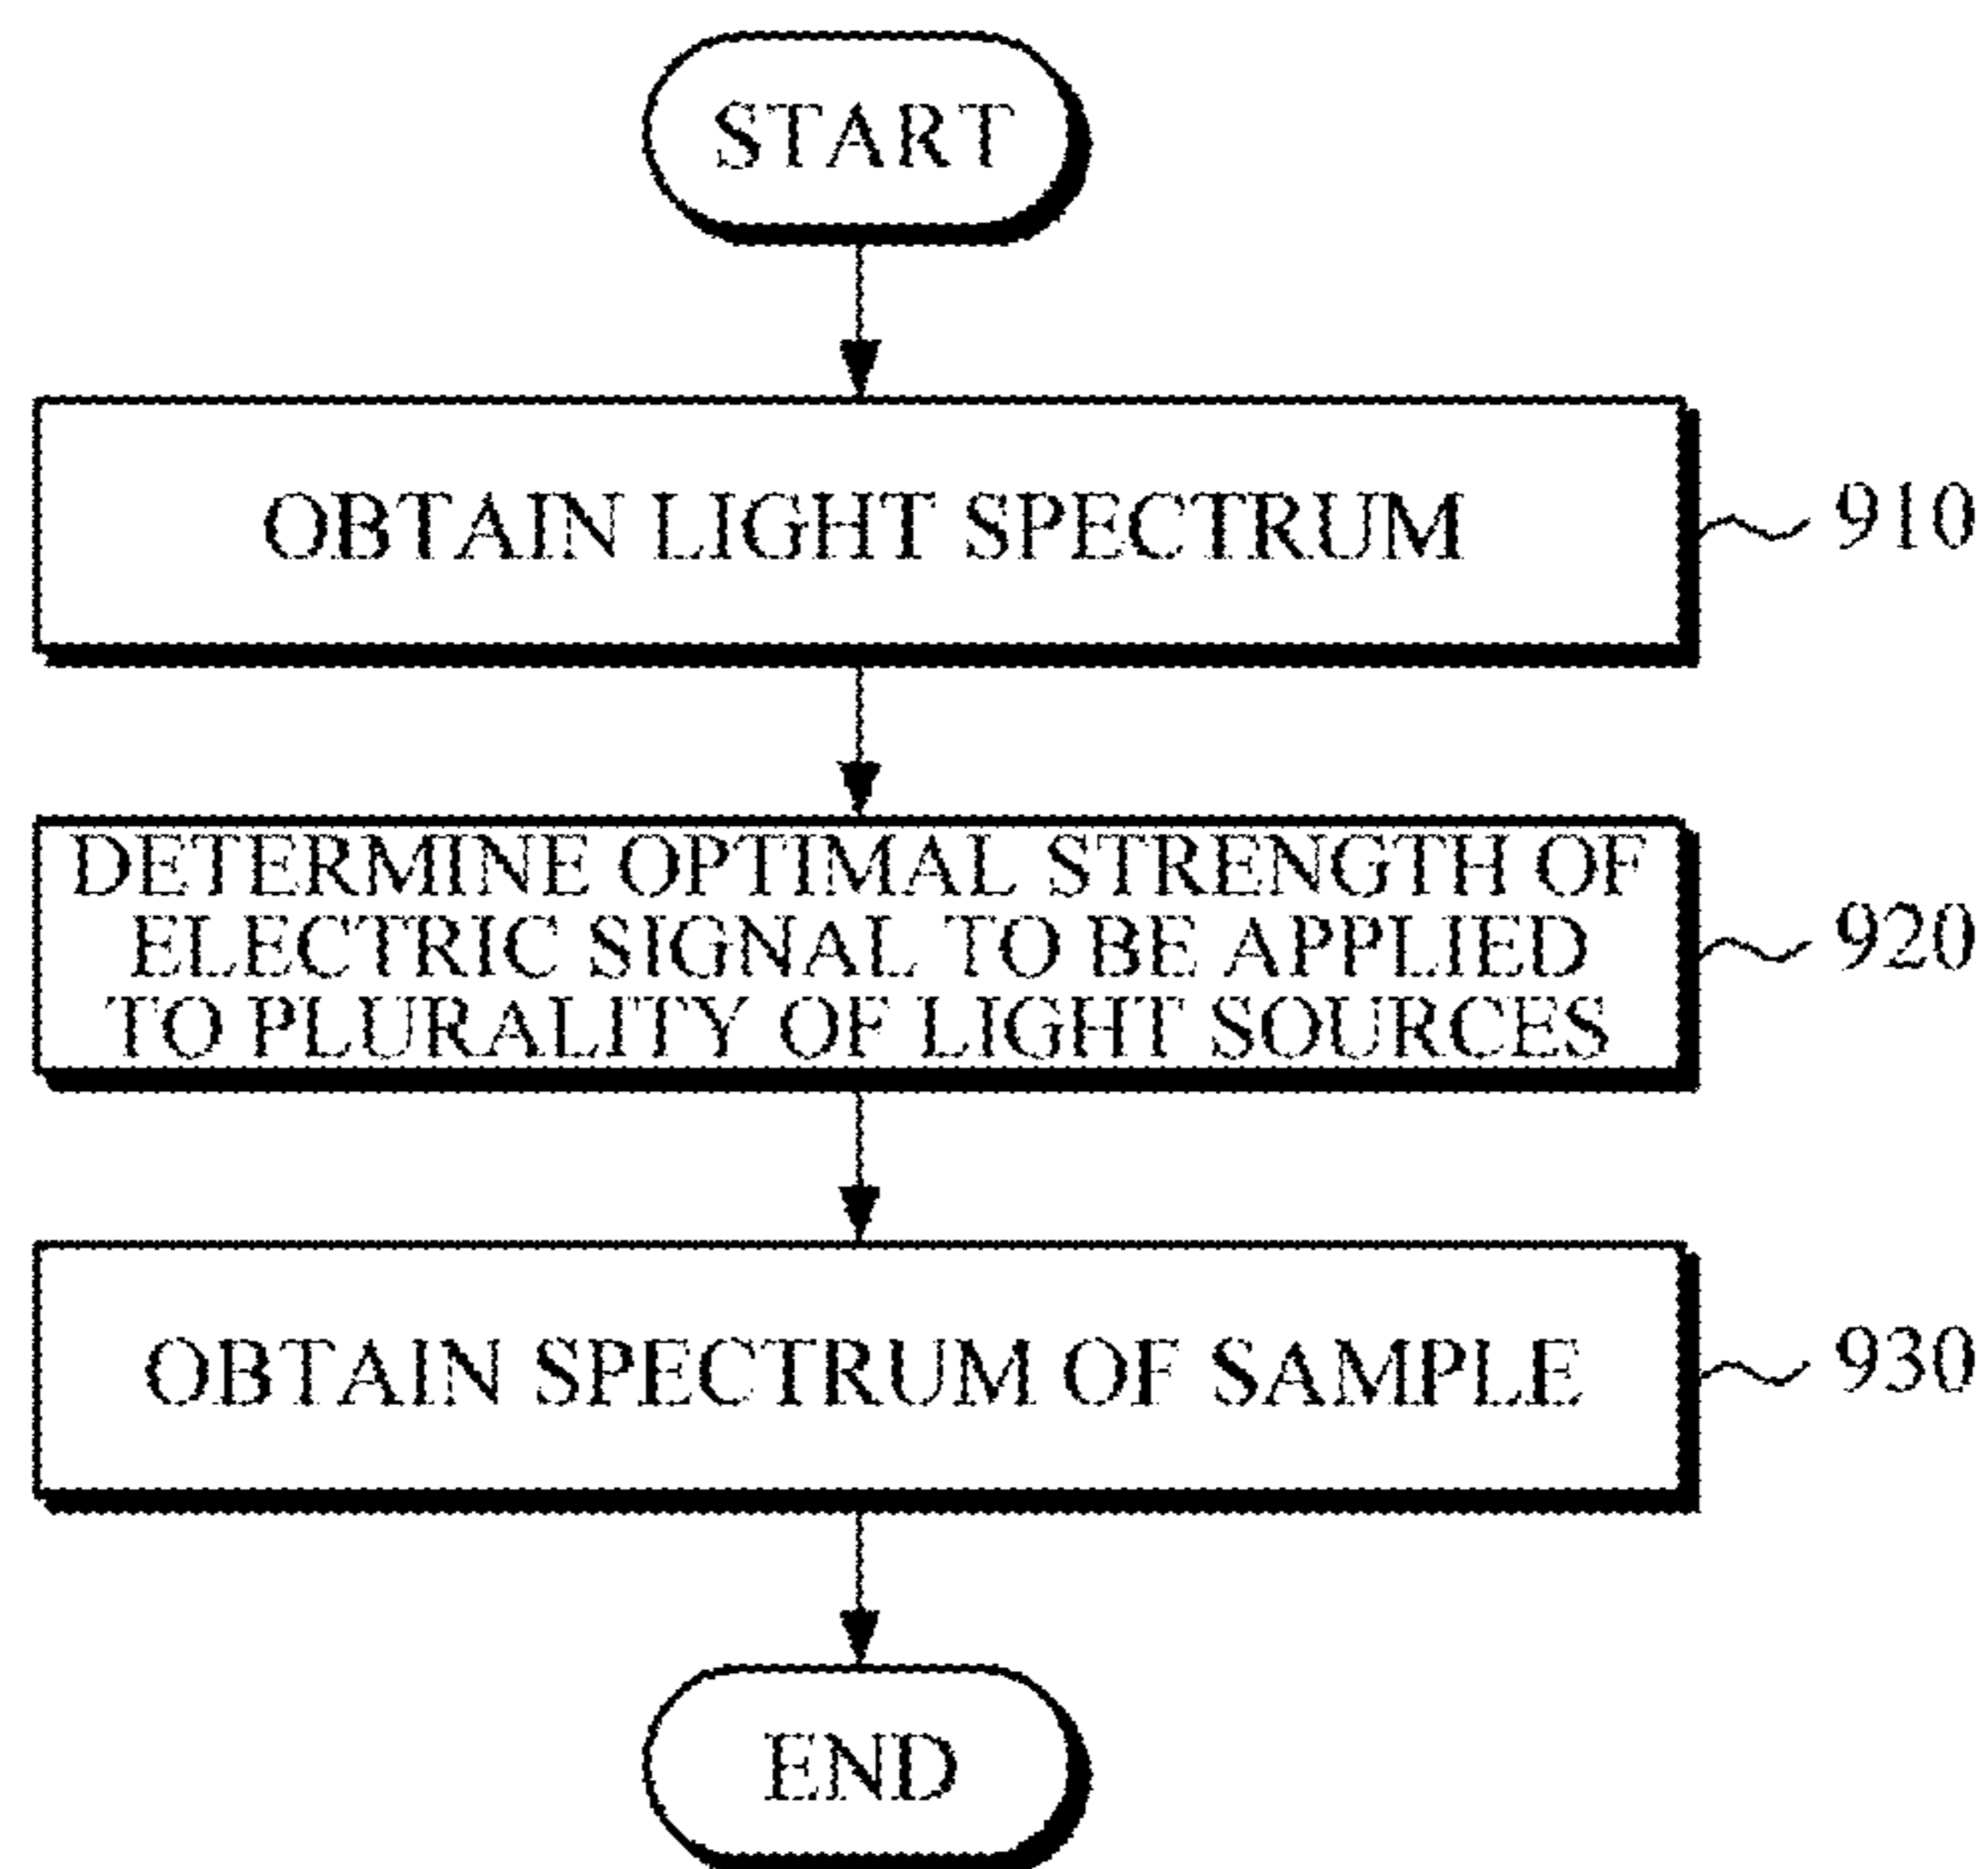 START
OBTAIN LIGHT SPECTRUM
910
DETERMINE OPTIMAL STRENGTH OF
ELECTRIC SIGNAL TO BE APPLIED
TO PLURALITY OF LIGHT SOURCES
920
OBTAIN SPECTRUM OF SAMPLE
930
END